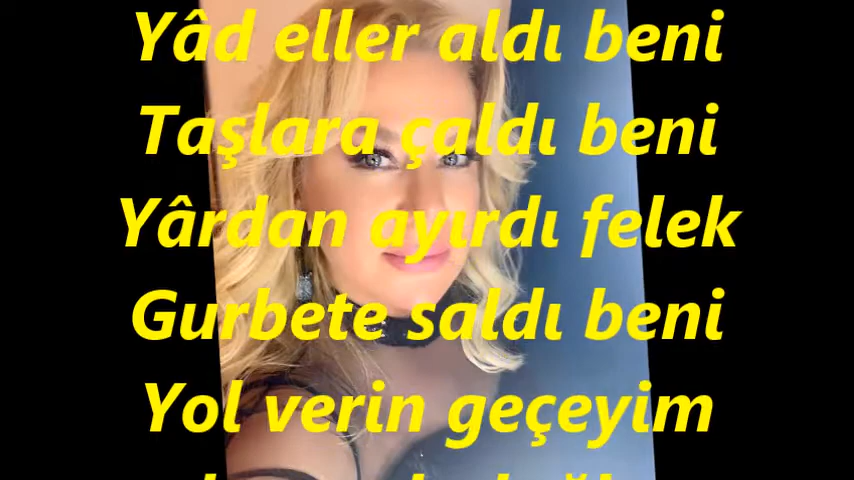 Yâd eller aldı beni
Taşlara çaldı beni
Yârdan ayırdı felek
Gurbete saldı beni
Yol verin geçeyim